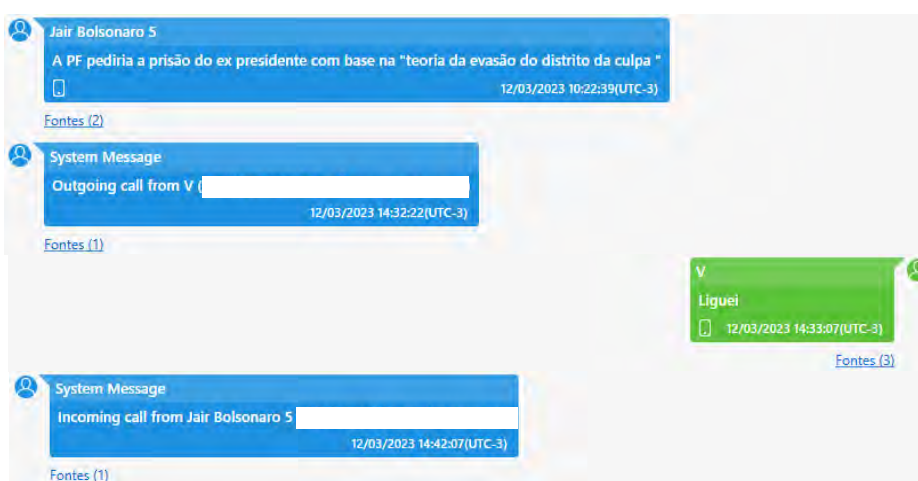 Jair Bolsonaro 5
A PF pediria a prisão do ex presidente com base na "teoria da evasão do distrito da culpa "
12/03/2023 10:22:39(UTC-3)
Fontes (2)
System Message
Outgoing call from V (
12/03/2023 14:32:22(UTC-3)
Fontes (1)
V
Liguei
12/03/2023 14:33:07(UTC-3)
Fontes (3)
System Message
Incoming call from Jair Bolsonaro 5
12/03/2023 14:42:07(UTC-3)
Fontes (1)